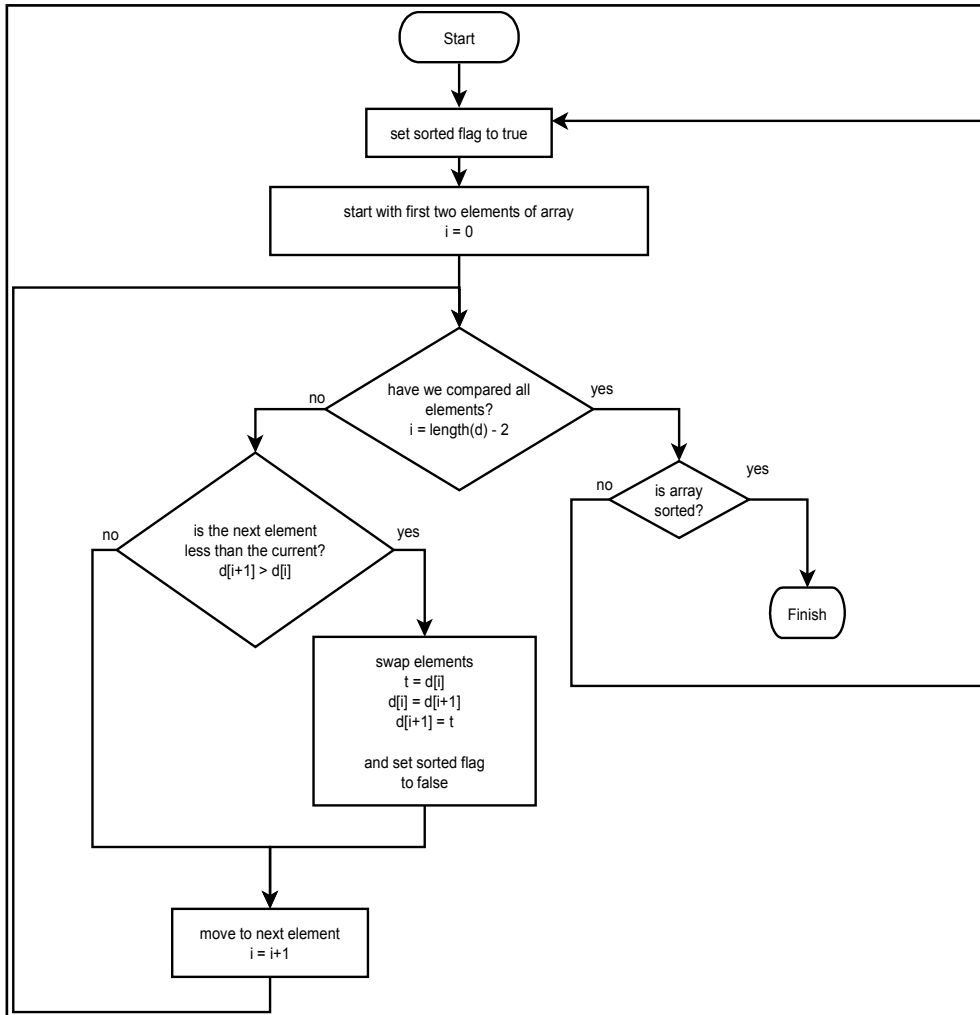 Start
set sorted flag to true
start with first two elements of array
i = 0
no
have we compared all
elements?
i = length(d) - 2
yes
no
is the next element
less than the current?
d[i+1] > d[i]
yes
no
is array
sorted?
yes
Finish
swap elements
t = d[i]
d[i] = d[i+1]
d[i+1] = t
and set sorted flag
to false
move to next element
i = i+1